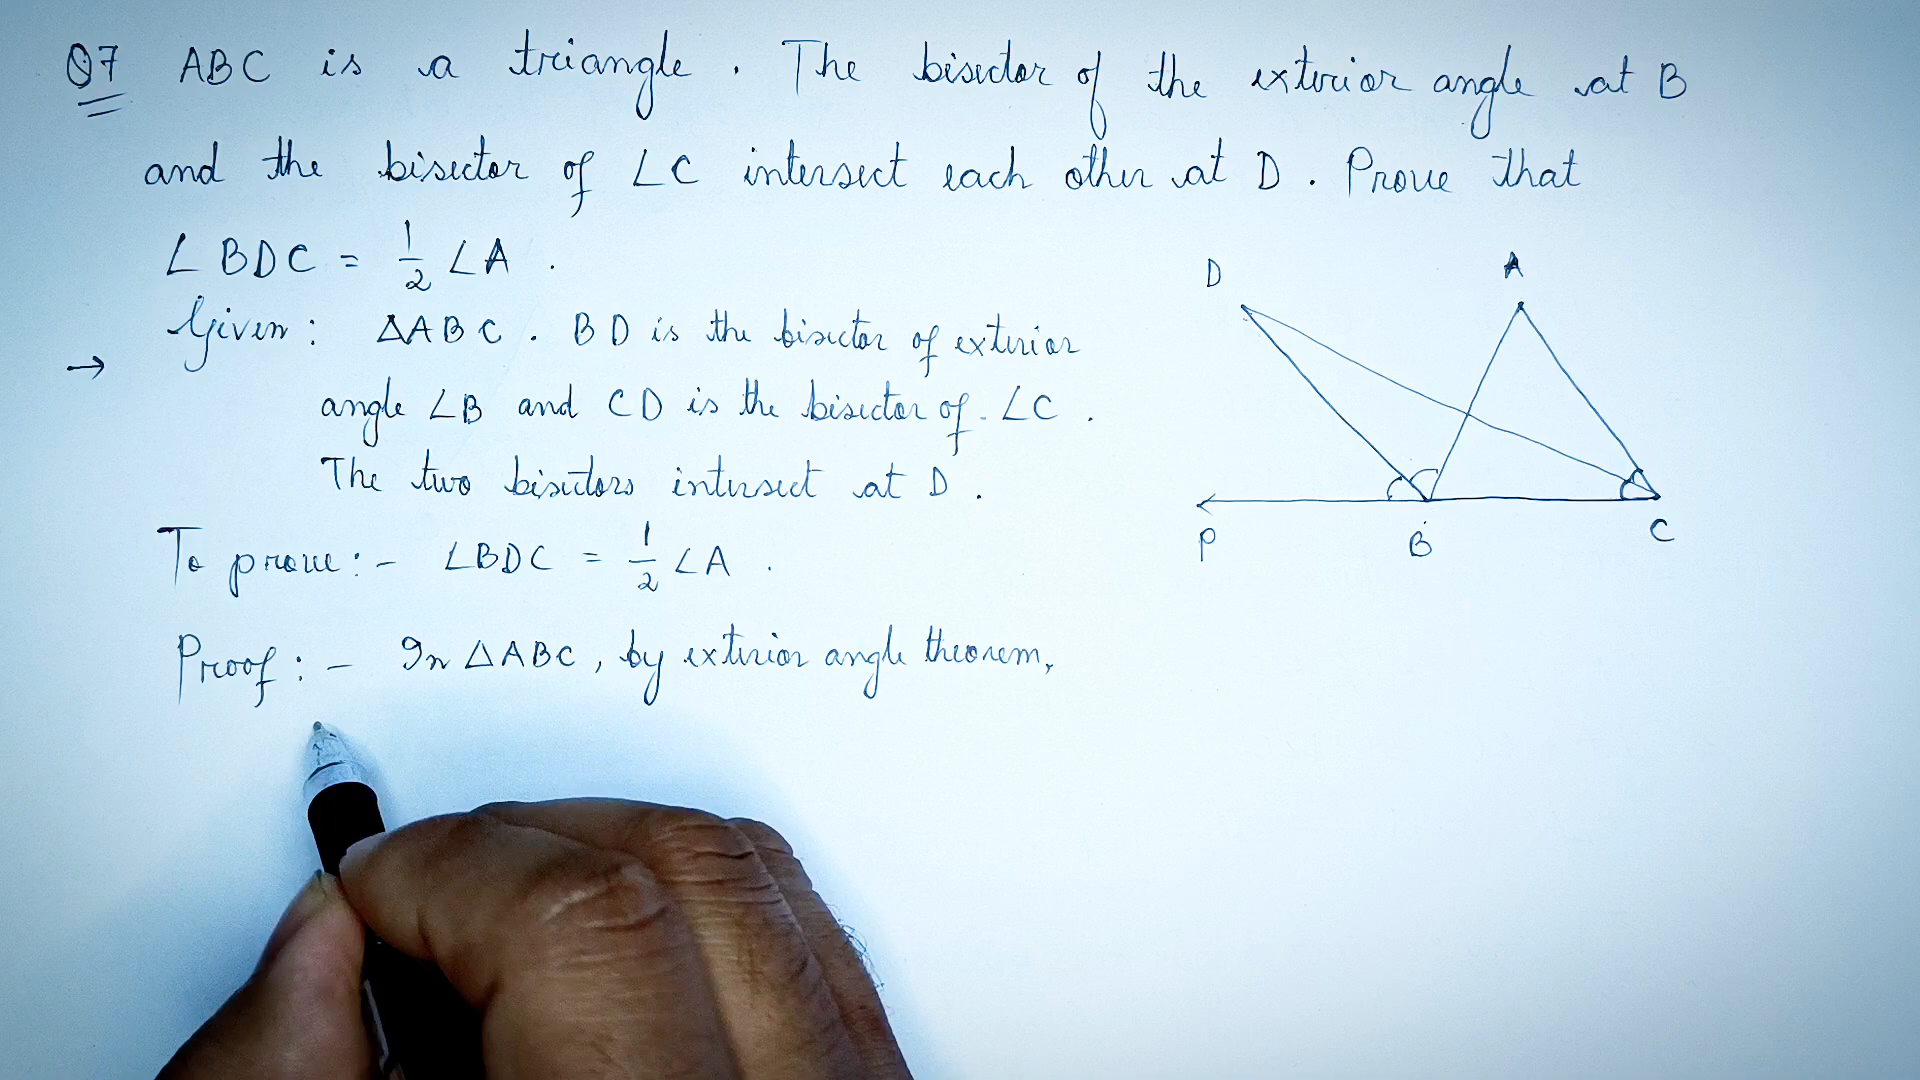 Q7 ABC is a triangle. The bisector of the exterior angle at B
and the bisector of ∠C intersect each other at D. Prove that
∠BDC = 1/2 ∠A.
→ Given: △ABC. BD is the bisector of exterior
angle ∠B and CD is the bisector of ∠C.
The two bisectors intersect at D.
To prove:- ∠BDC = 1/2 ∠A.
Proof:- In △ABC, by exterior angle theorem,
D A
P B C